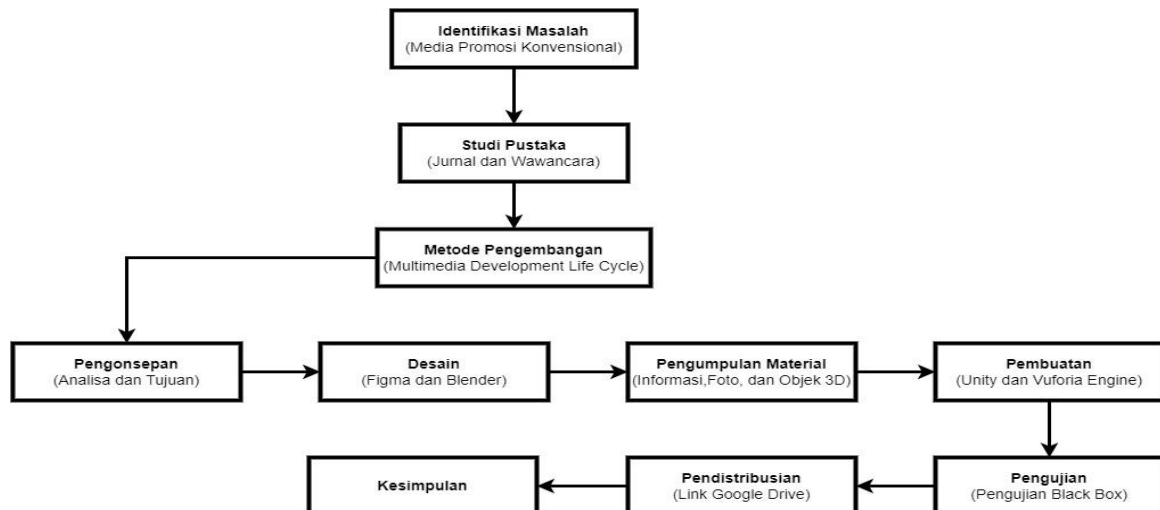 Identifikasi Masalah
(Media Promosi Konvensional)
Studi Pustaka
(Jurnal dan Wawancara)
Metode Pengembangan
(Multimedia Development Life Cycle)
Pengonsepan
(Analisa dan Tujuan)
Desain
(Figma dan Blender)
Pengumpulan Material
(Informasi,Foto, dan Objek 3D)
Pembuatan
(Unity dan Vuforia Engine)
Pengujian
(Pengujian Black Box)
Pendistribusian
(Link Google Drive)
Kesimpulan